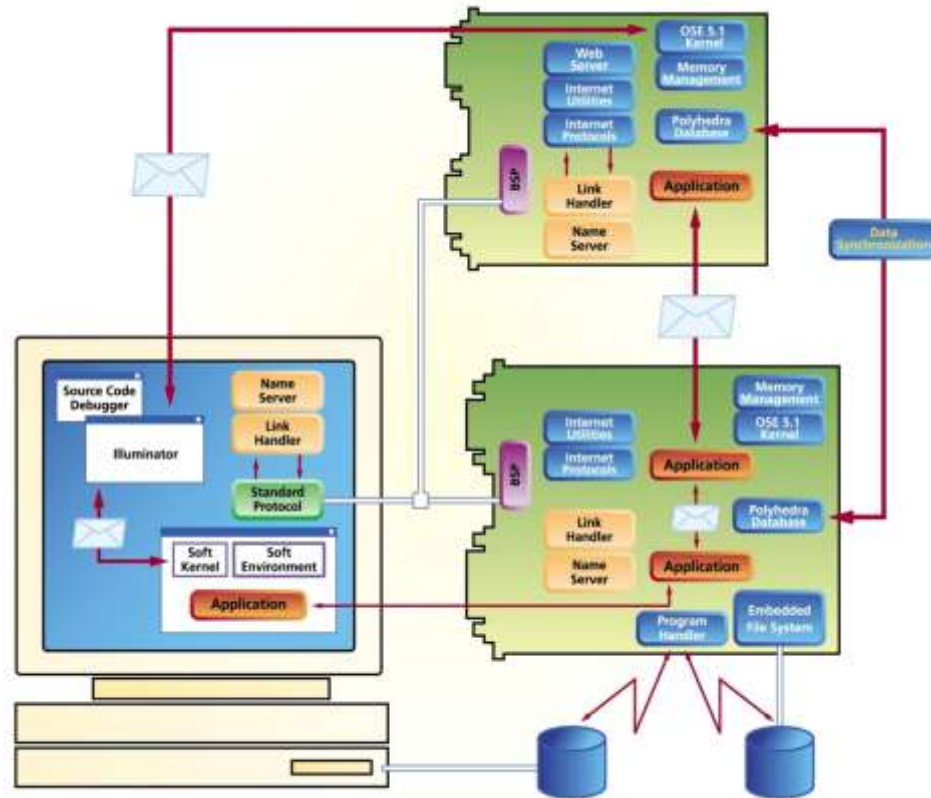 OSE 5.1
Kernel
Memory
Management
Web
Server
Internet
Utilities
Internet
Protocols
Polyhedra
Database
BSP
Link
Handler
Application
Name
Server
Data
Synchronization
Source Code
Debugger
Illuminator
Name
Server
Link
Handler
Standard
Protocol
Soft
Kernel
Soft
Environment
Application
Memory
Management
OSE 5.1
Kernel
Internet
Utilities
Internet
Protocols
BSP
Application
Polyhedra
Database
Link
Handler
Name
Server
Application
Program
Handler
Embedded
File System